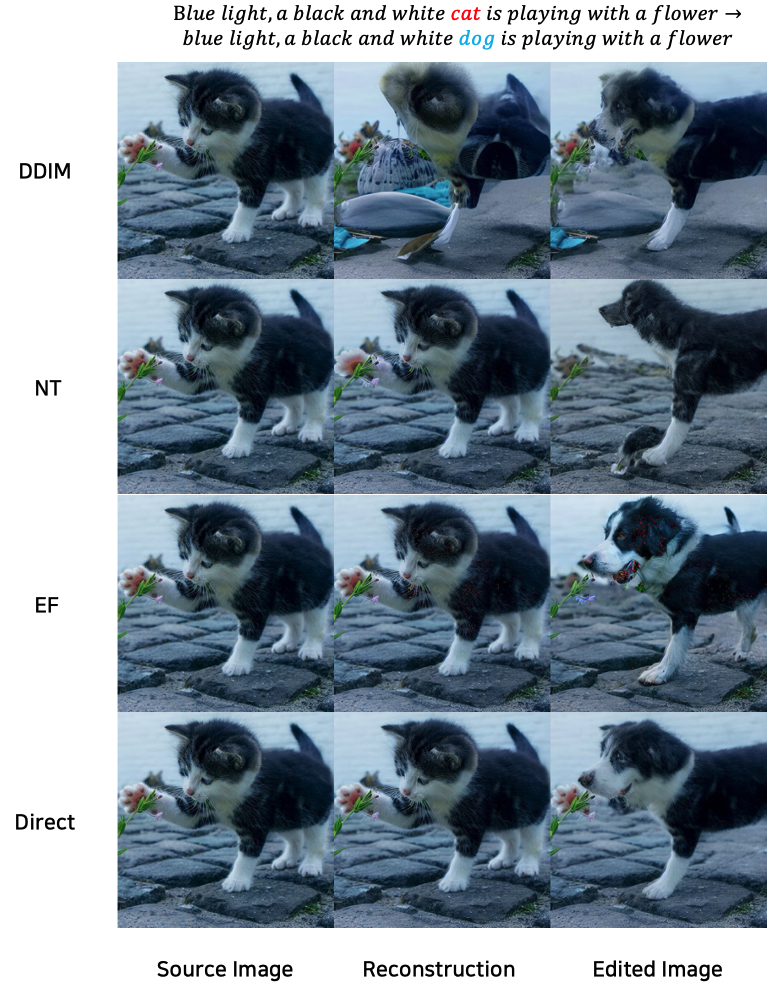 Blue light, a black and white cat is playing with a flower →
blue light, a black and white dog is playing with a flower
DDIM
NT
EF
Direct
Source Image Reconstruction Edited Image